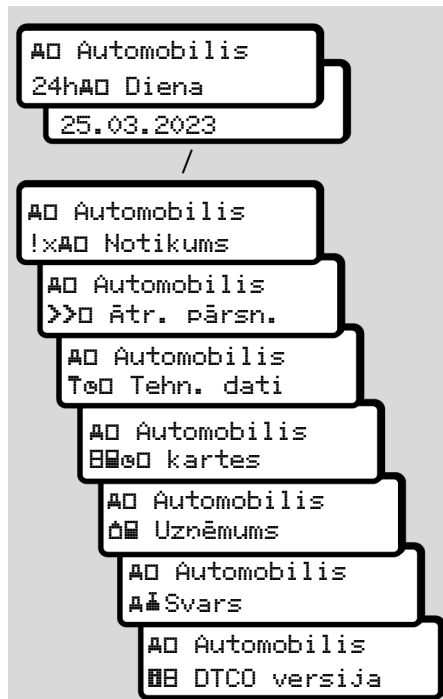 Automobilis
24h Diena
25.03.2023
/
Automobilis
!x Notikums
Automobilis
>> Ātr. pārsn.
Automobilis
Tehn. dati
Automobilis
kartes
Automobilis
Uzņēmums
Automobilis
Svars
Automobilis
DTCO versija